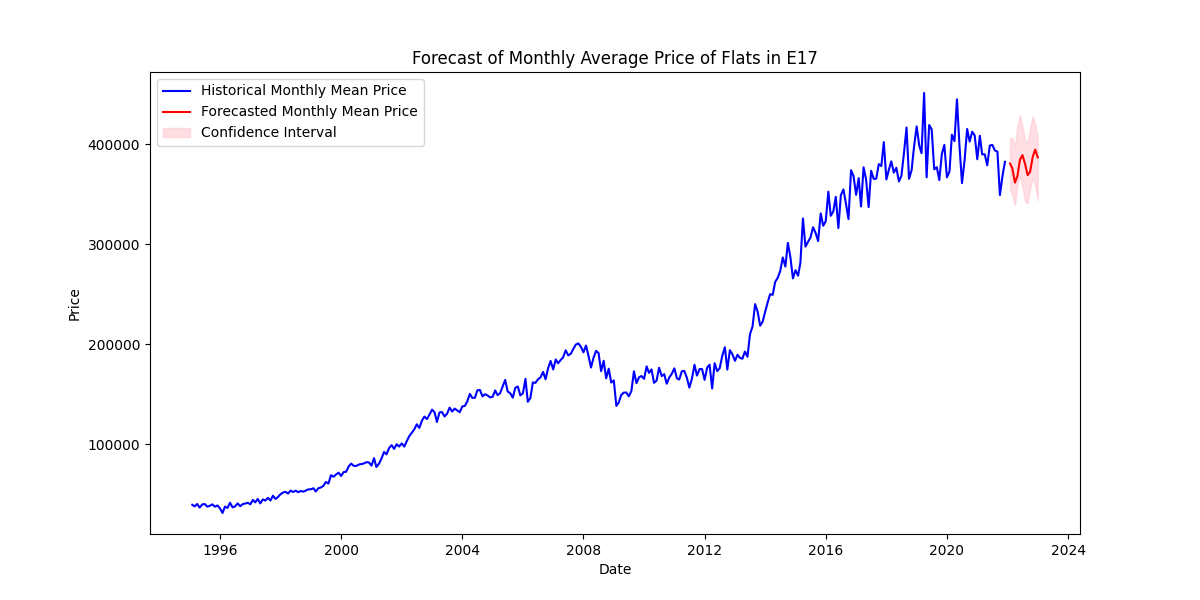 Forecast of Monthly Average Price of Flats in E17
Historical Monthly Mean Price
Forecasted Monthly Mean Price
Confidence Interval
400000
300000
200000
100000
Price
1996 2000 2004 2008 2012 2016 2020 2024
Date